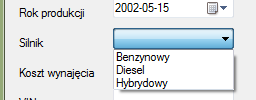 Rok produkcji 2002-05-15
Silnik
Benzynowy
Diesel
Koszt wynajęcia
Hybrydowy